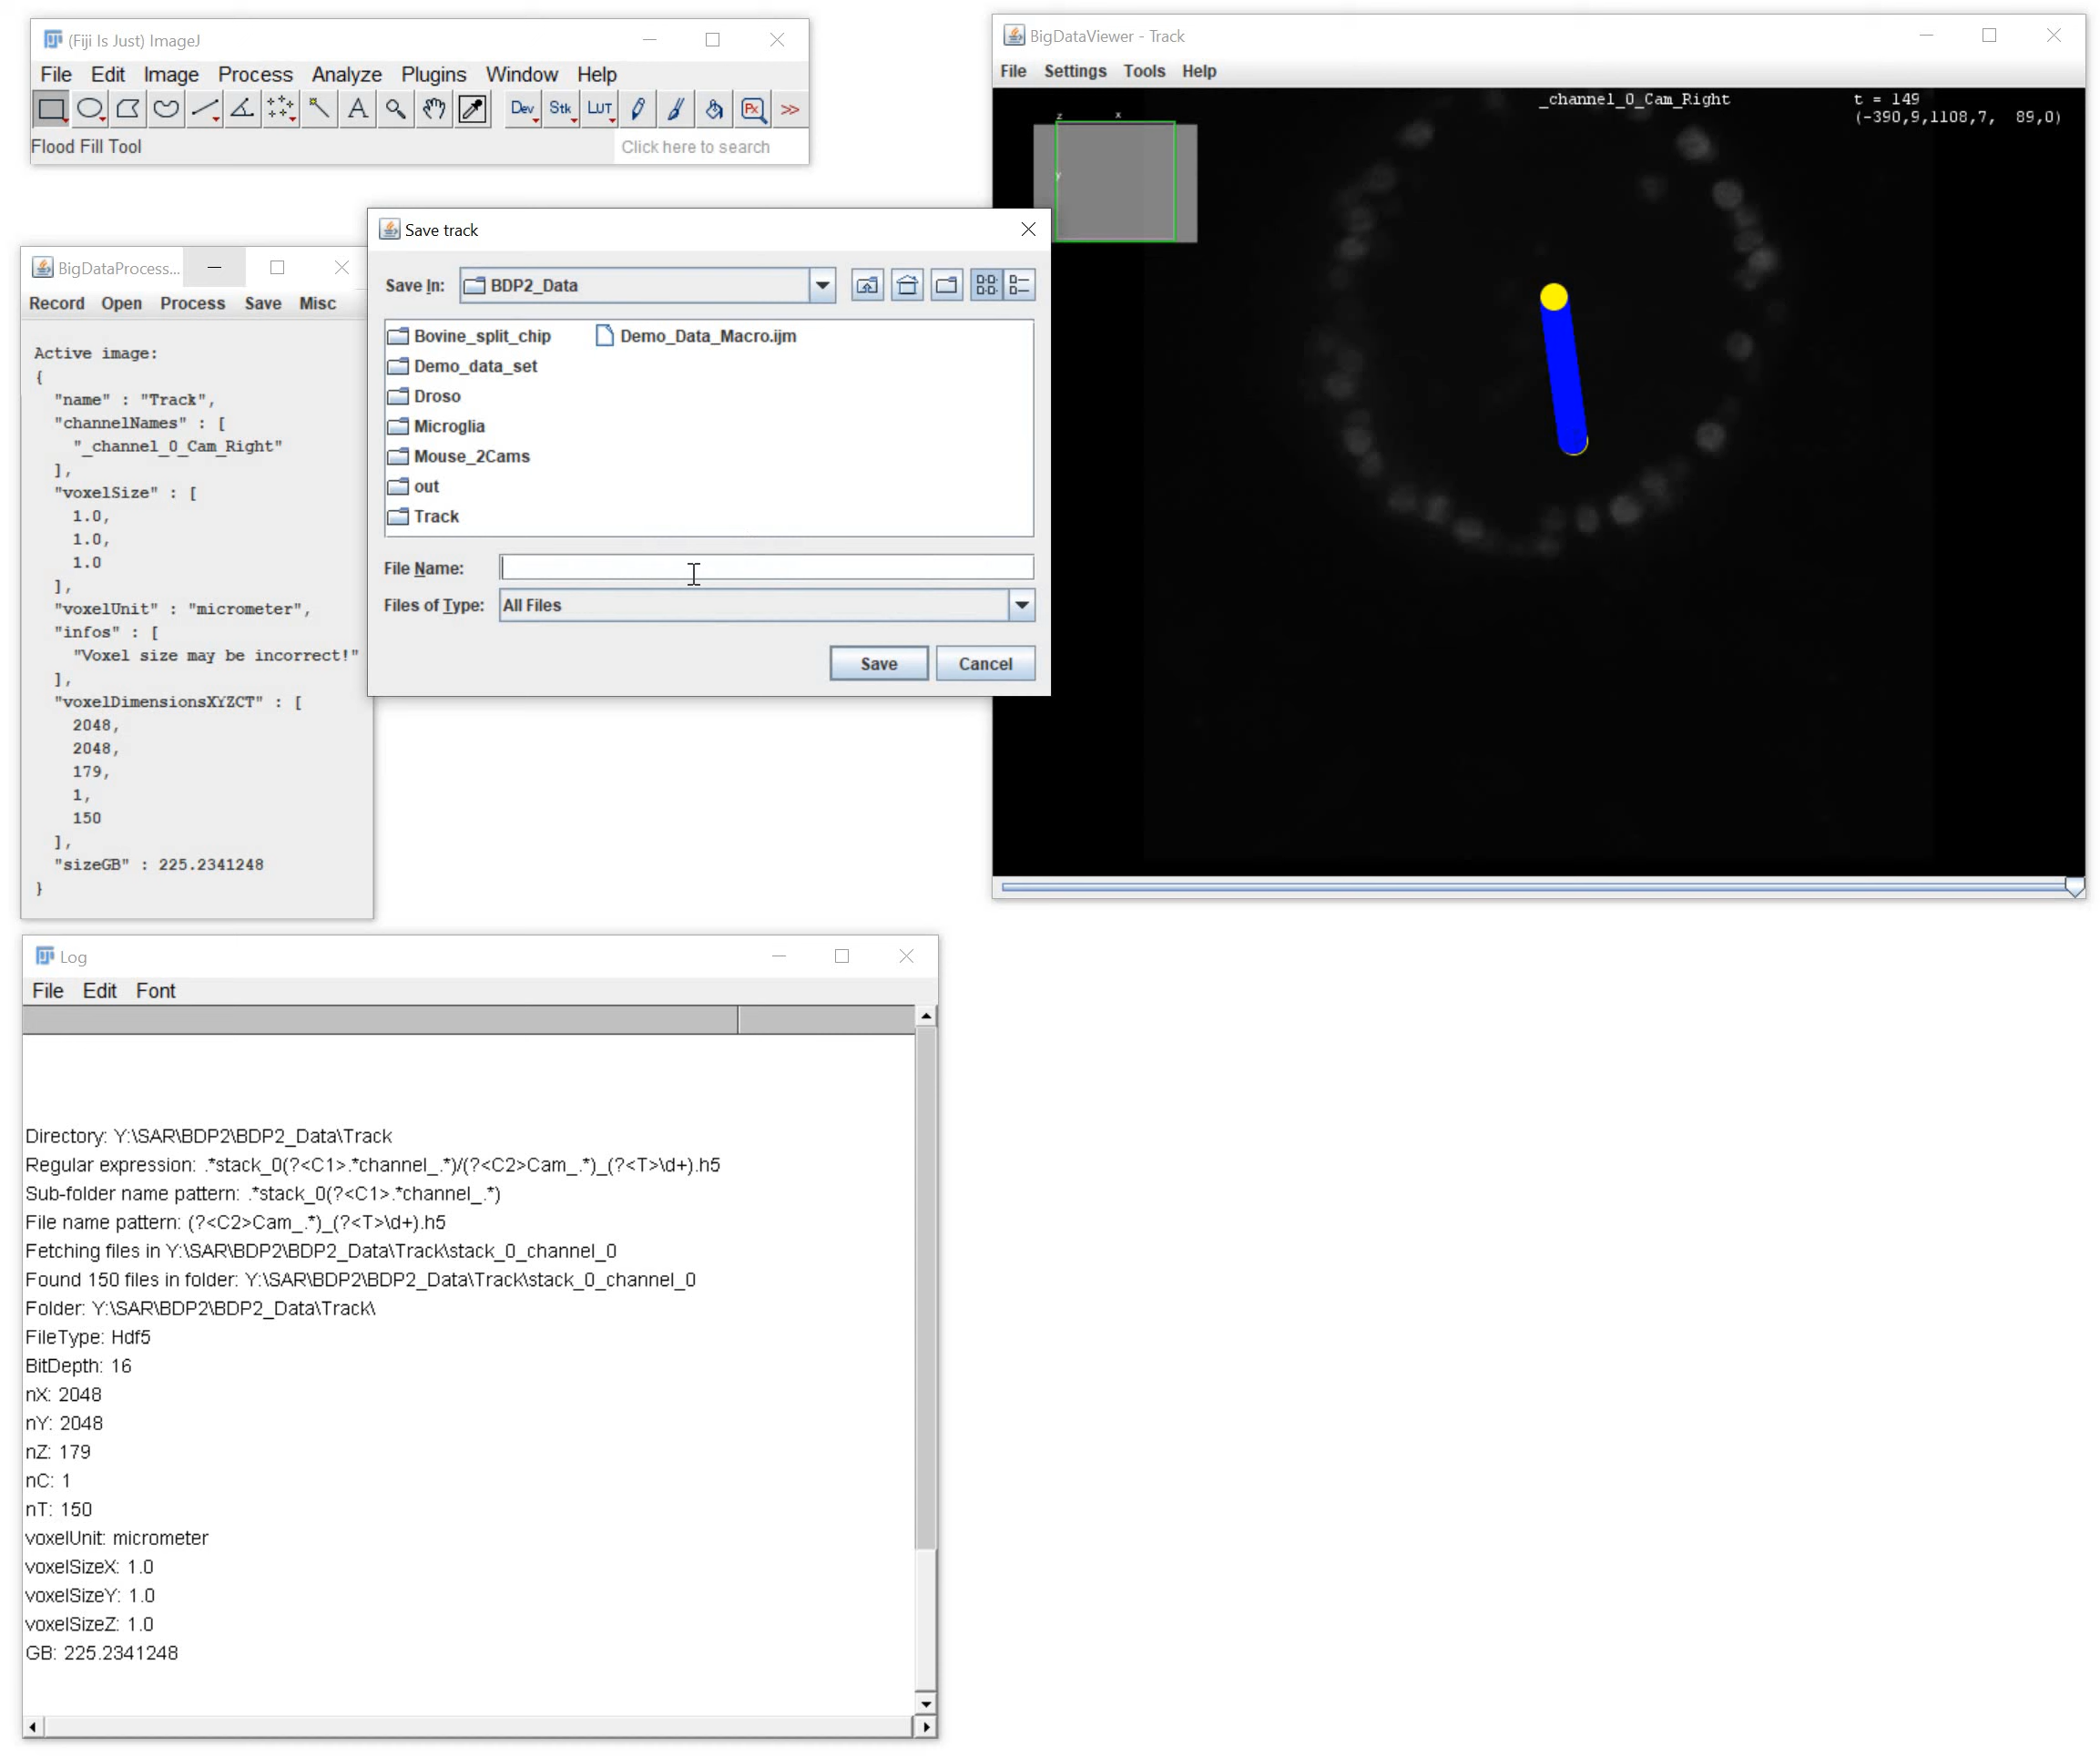 (Fiji Is Just) ImageJ
File Edit Image Process Analyze Plugins Window Help
A Dev Stk LUT Px >>
Flood Fill Tool
Click here to search
BigDataViewer - Track
File Settings Tools Help
_channel_0_Cam_Right
t = 149
(-390,9,1108,7, 89,0)
z x
y
Save track
Save In: BDP2_Data
Bovine_split_chip
Demo_data_set
Droso
Microglia
Mouse_2Cams
out
Track
Demo_Data_Macro.ijm
File Name:
Files of Type: All Files
Save Cancel
BigDataProcess...
Record Open Process Save Misc
Active image:
{
"name" : "Track",
"channelNames" : [
"_channel_0_Cam_Right"
],
"voxelSize" : [
1.0,
1.0,
1.0
],
"voxelUnit" : "micrometer",
"infos" : [
"Voxel size may be incorrect!"
],
"voxelDimensionsXYZCT" : [
2048,
2048,
179,
1,
150
],
"sizeGB" : 225.2341248
}
Log
File Edit Font
Directory: Y:\SAR\BDP2\BDP2_Data\Track
Regular expression: .*stack_0(?<C1>.*channel_.*)/(?<C2>Cam_.*)_(?<T>\d+).h5
Sub-folder name pattern: .*stack_0(?<C1>.*channel_.*)
File name pattern: (?<C2>Cam_.*)_(?<T>\d+).h5
Fetching files in Y:\SAR\BDP2\BDP2_Data\Track\stack_0_channel_0
Found 150 files in folder: Y:\SAR\BDP2\BDP2_Data\Track\stack_0_channel_0
Folder: Y:\SAR\BDP2\BDP2_Data\Track\
FileType: Hdf5
BitDepth: 16
nX: 2048
nY: 2048
nZ: 179
nC: 1
nT: 150
voxelUnit: micrometer
voxelSizeX: 1.0
voxelSizeY: 1.0
voxelSizeZ: 1.0
GB: 225.2341248